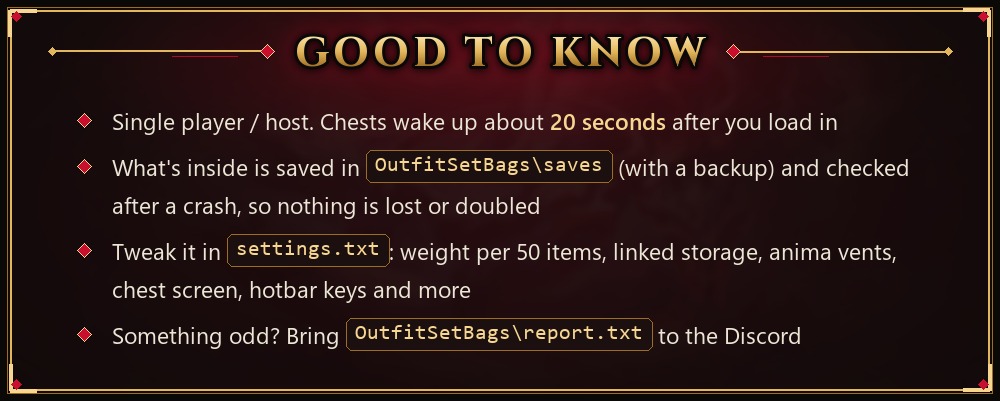 GOOD TO KNOW
Single player / host. Chests wake up about 20 seconds after you load in
What's inside is saved in OutfitSetBags\saves (with a backup) and checked
after a crash, so nothing is lost or doubled
Tweak it in settings.txt: weight per 50 items, linked storage, anima vents,
chest screen, hotbar keys and more
Something odd? Bring OutfitSetBags\report.txt to the Discord